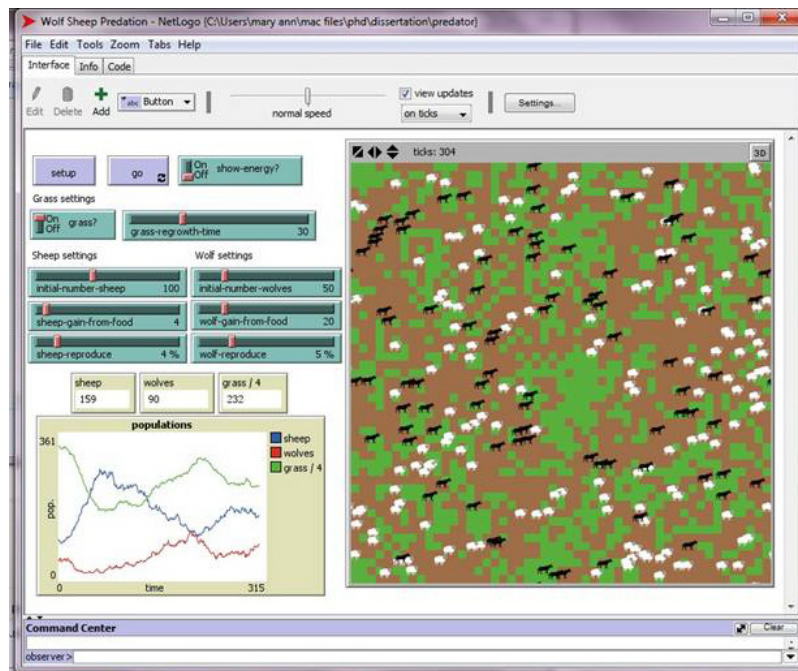 Wolf Sheep Predation - NetLogo {C:\Users\mary ann\mac files\phd\dissertation\predator}
File Edit Tools Zoom Tabs Help
Interface Info Code
Edit Delete Add abc Button normal speed view updates on ticks Settings...
ticks: 304 3D
setup go On Off show-energy?
Grass settings
On Off grass? grass-regrowth-time 30
Sheep settings Wolf settings
initial-number-sheep 100 initial-number-wolves 50
sheep-gain-from-food 4 wolf-gain-from-food 20
sheep-reproduce 4 % wolf-reproduce 5 %
sheep wolves grass / 4
159 90 232
populations
361
pop.
0
0 time 315
sheep
wolves
grass / 4
Command Center Clear
observer>